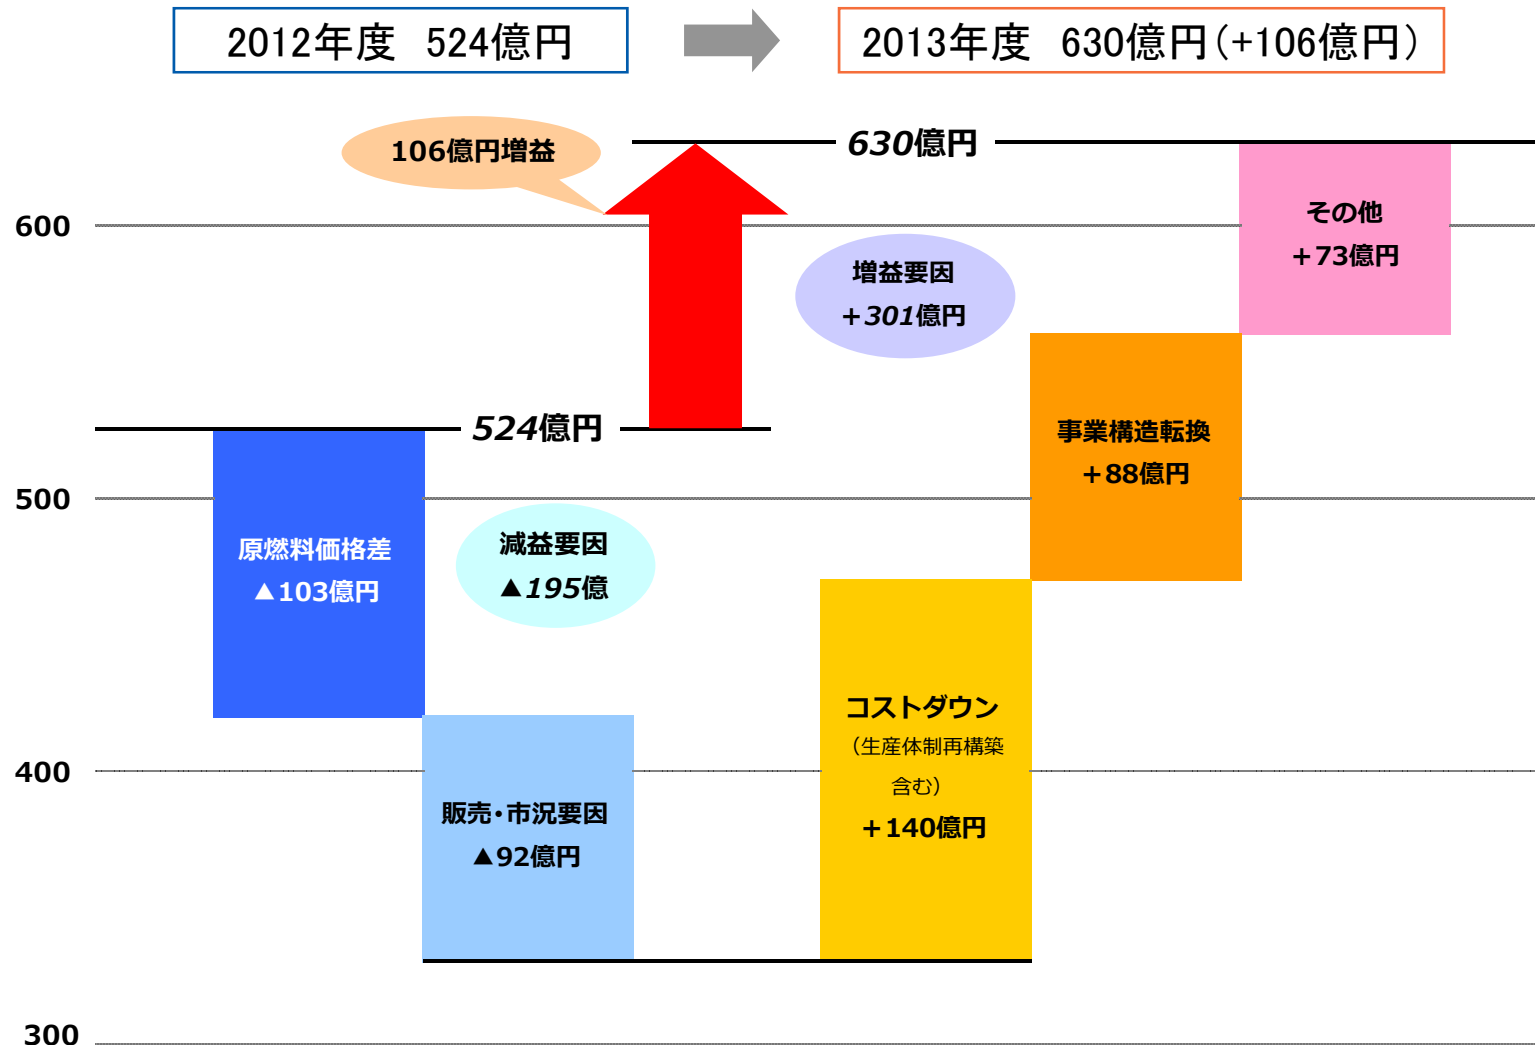 2012年度 524億円
2013年度 630億円(+106億円)
106億円増益
630億円
600
その他
+73億円
増益要因
+301億円
524億円
事業構造転換
+88億円
500
原燃料価格差
▲103億円
減益要因
▲195億
コストダウン
(生産体制再構築
含む)
+140億円
400
販売・市況要因
▲92億円
300